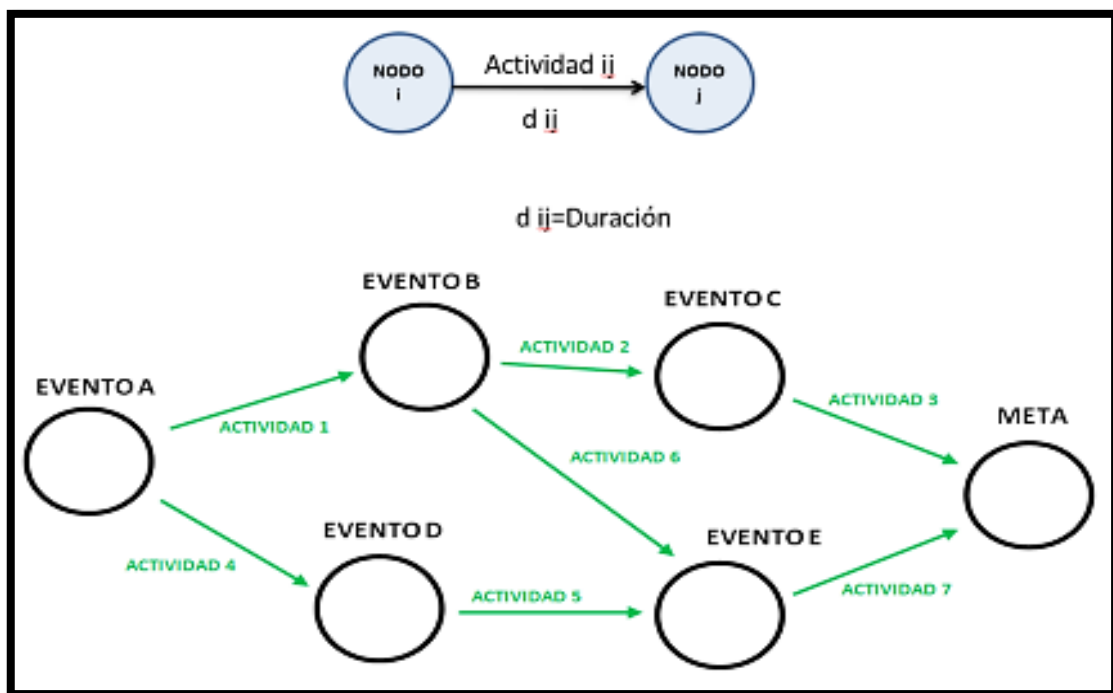 NODO
i
Actividad ij
d ij
NODO
j
d ij=Duración
EVENTO B
EVENTO C
ACTIVIDAD 2
EVENTO A
ACTIVIDAD 1
ACTIVIDAD 3
META
ACTIVIDAD 6
EVENTO D
EVENTO E
ACTIVIDAD 4
ACTIVIDAD 5
ACTIVIDAD 7